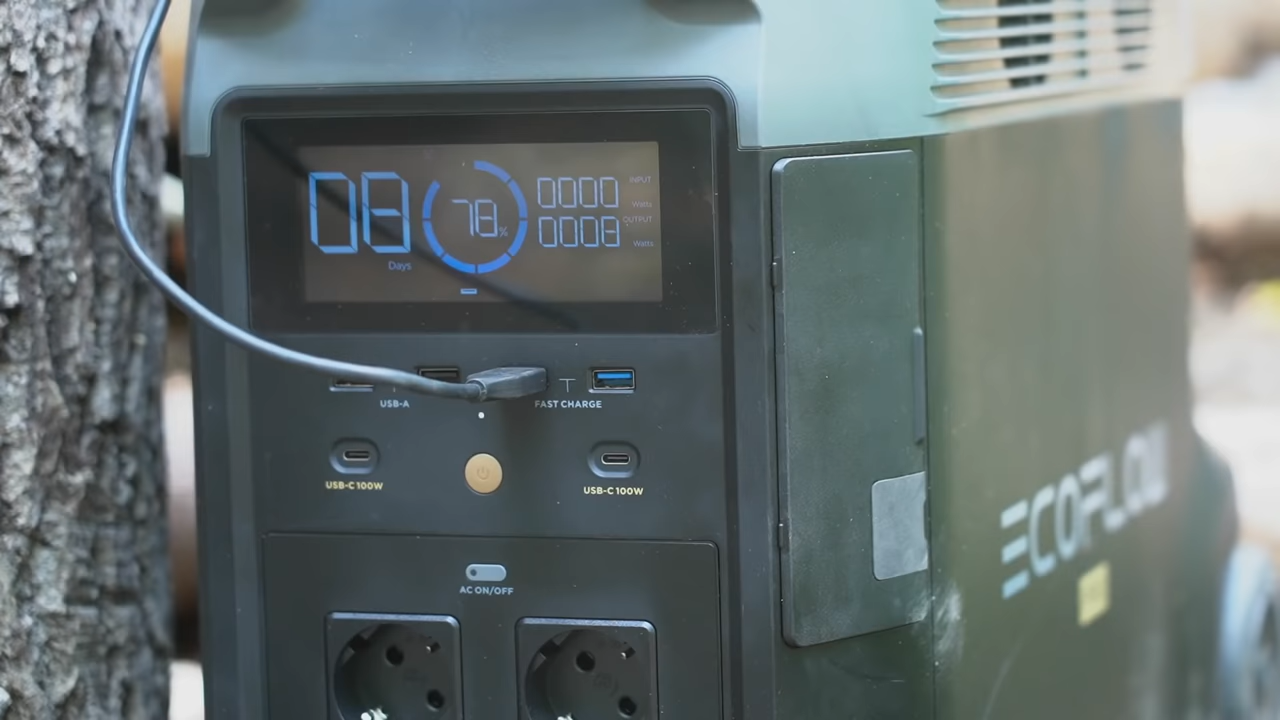 08
Days
78%
0000
INPUT
Watts
0008
OUTPUT
Watts
USB-A
FAST CHARGE
USB-C 100W
USB-C 100W
AC ON/OFF
ECOFLOW